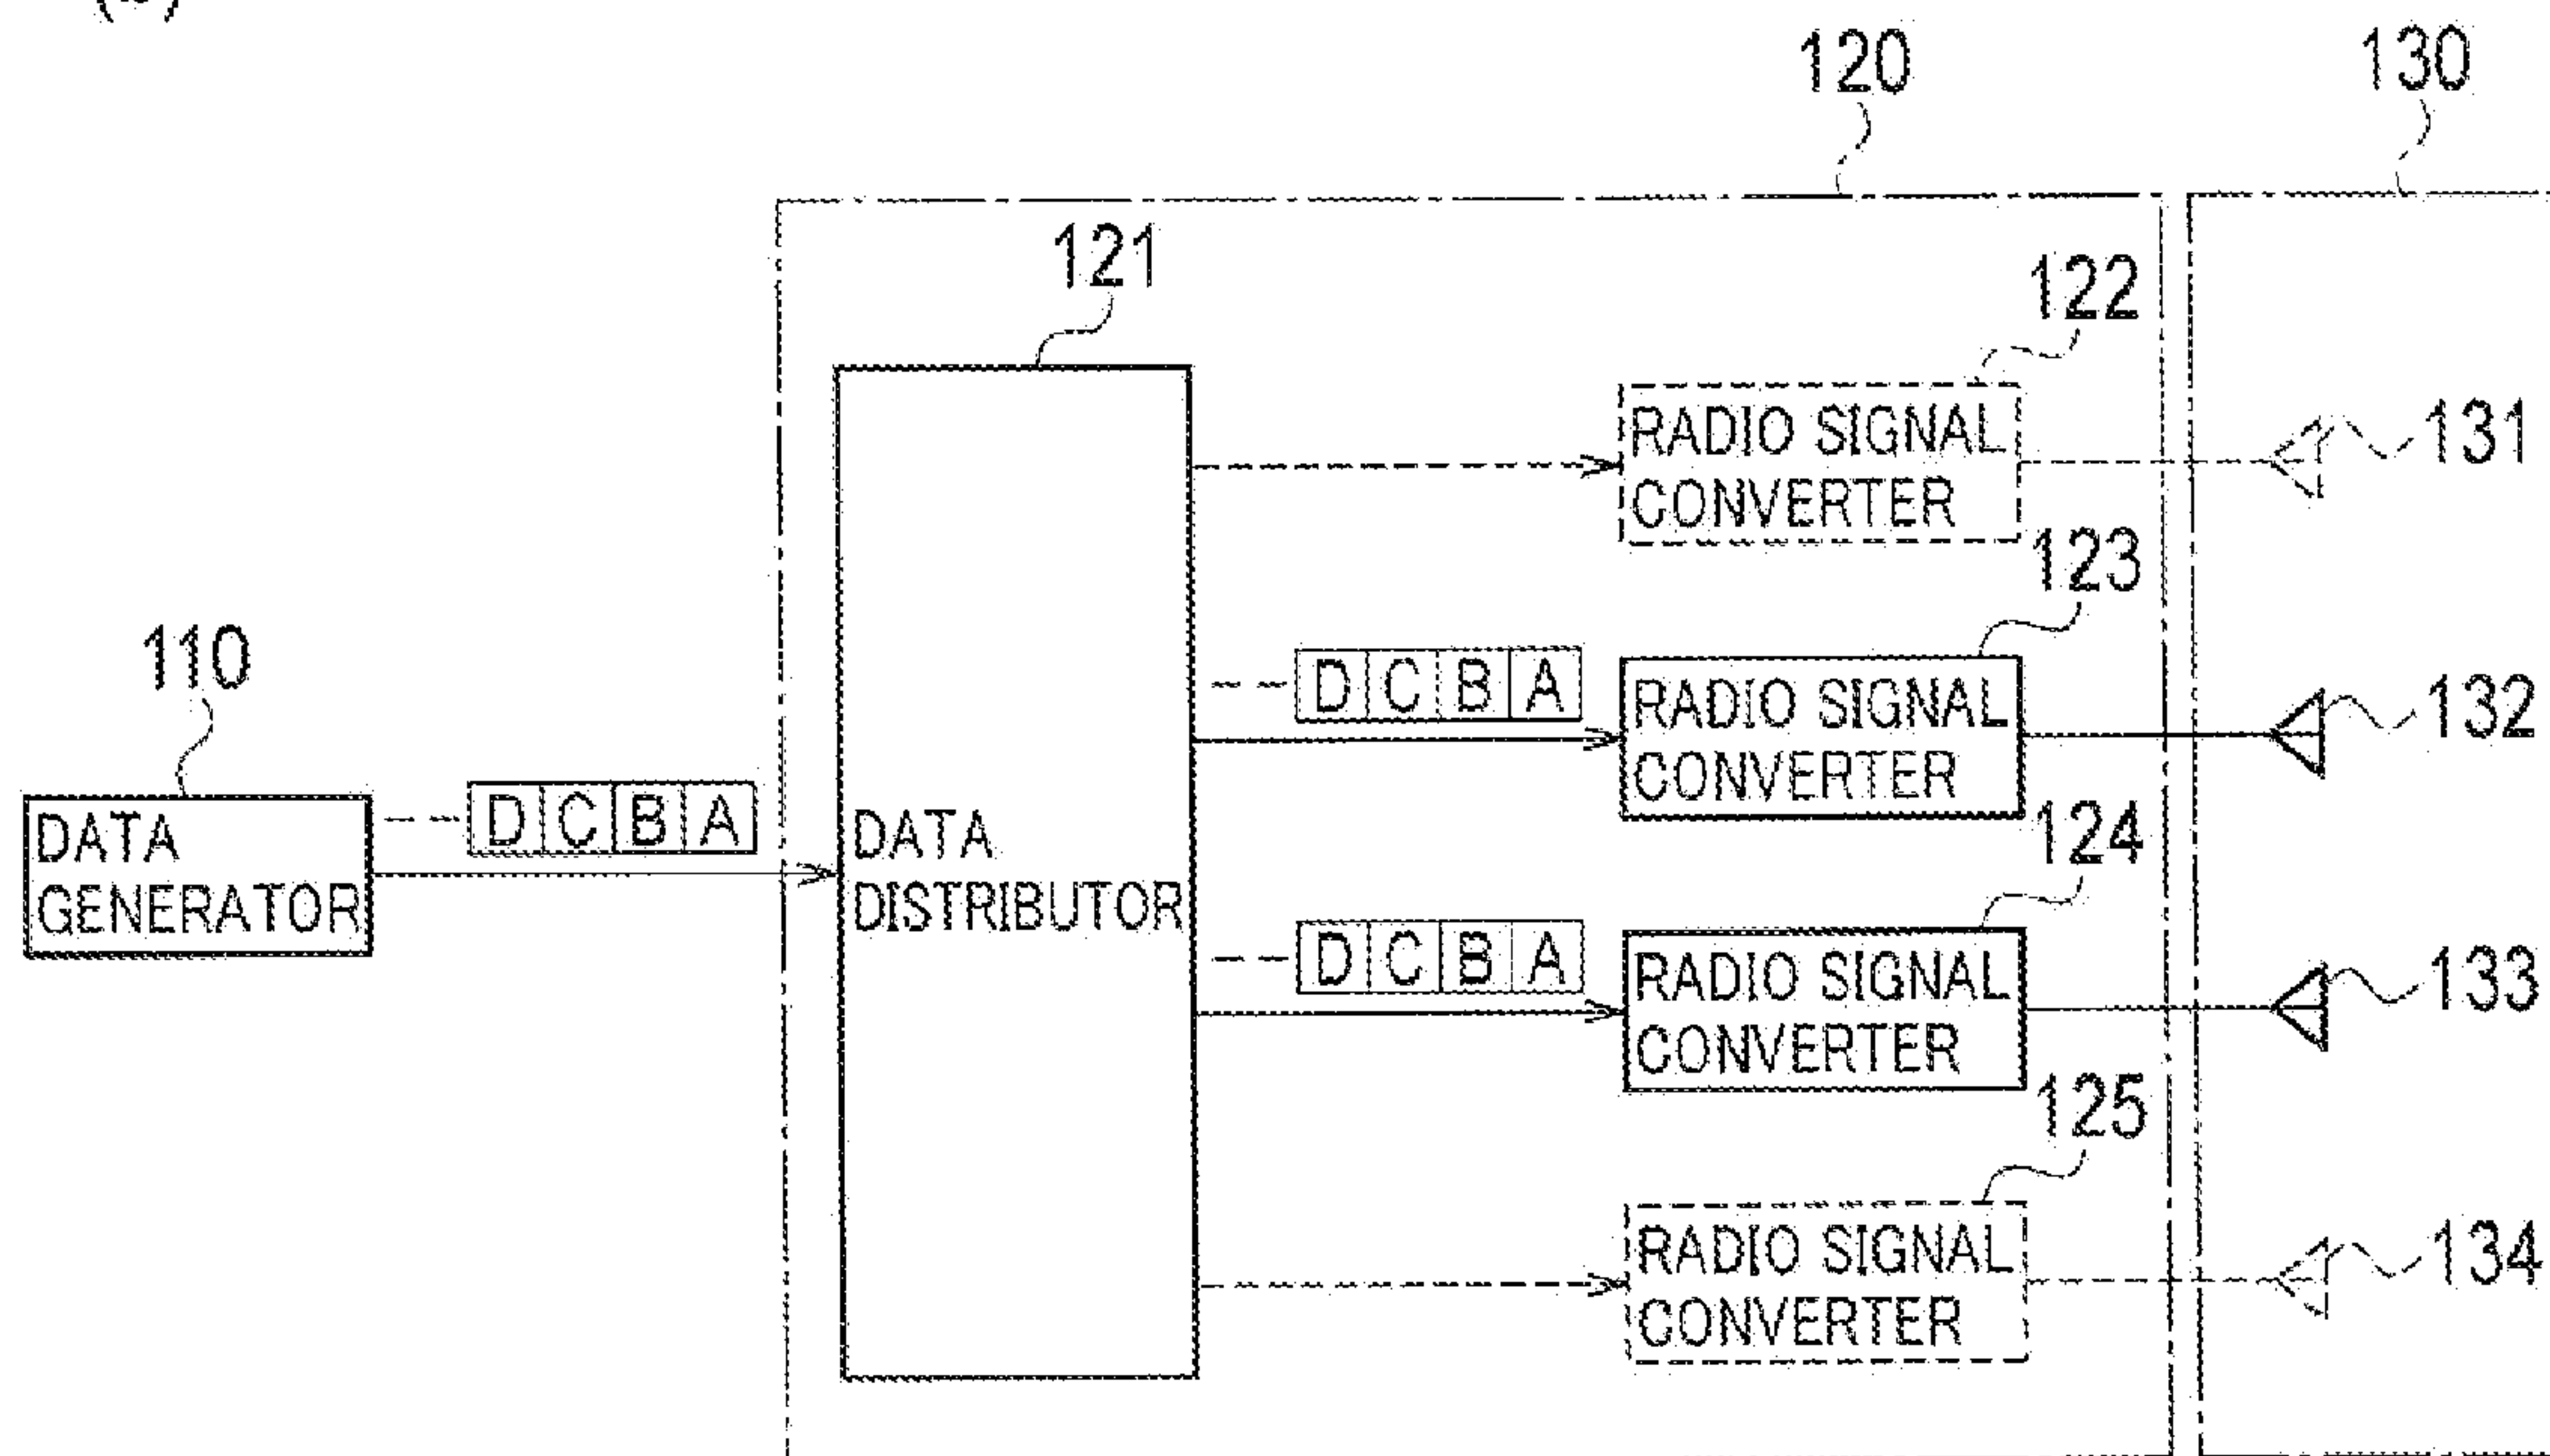 120
130
121
122
RADIO SIGNAL
CONVERTER
131
123
110
D C B A
RADIO SIGNAL
CONVERTER
132
D C B A
DATA
GENERATOR
DATA
DISTRIBUTOR
124
D C B A
RADIO SIGNAL
CONVERTER
133
125
RADIO SIGNAL
CONVERTER
134